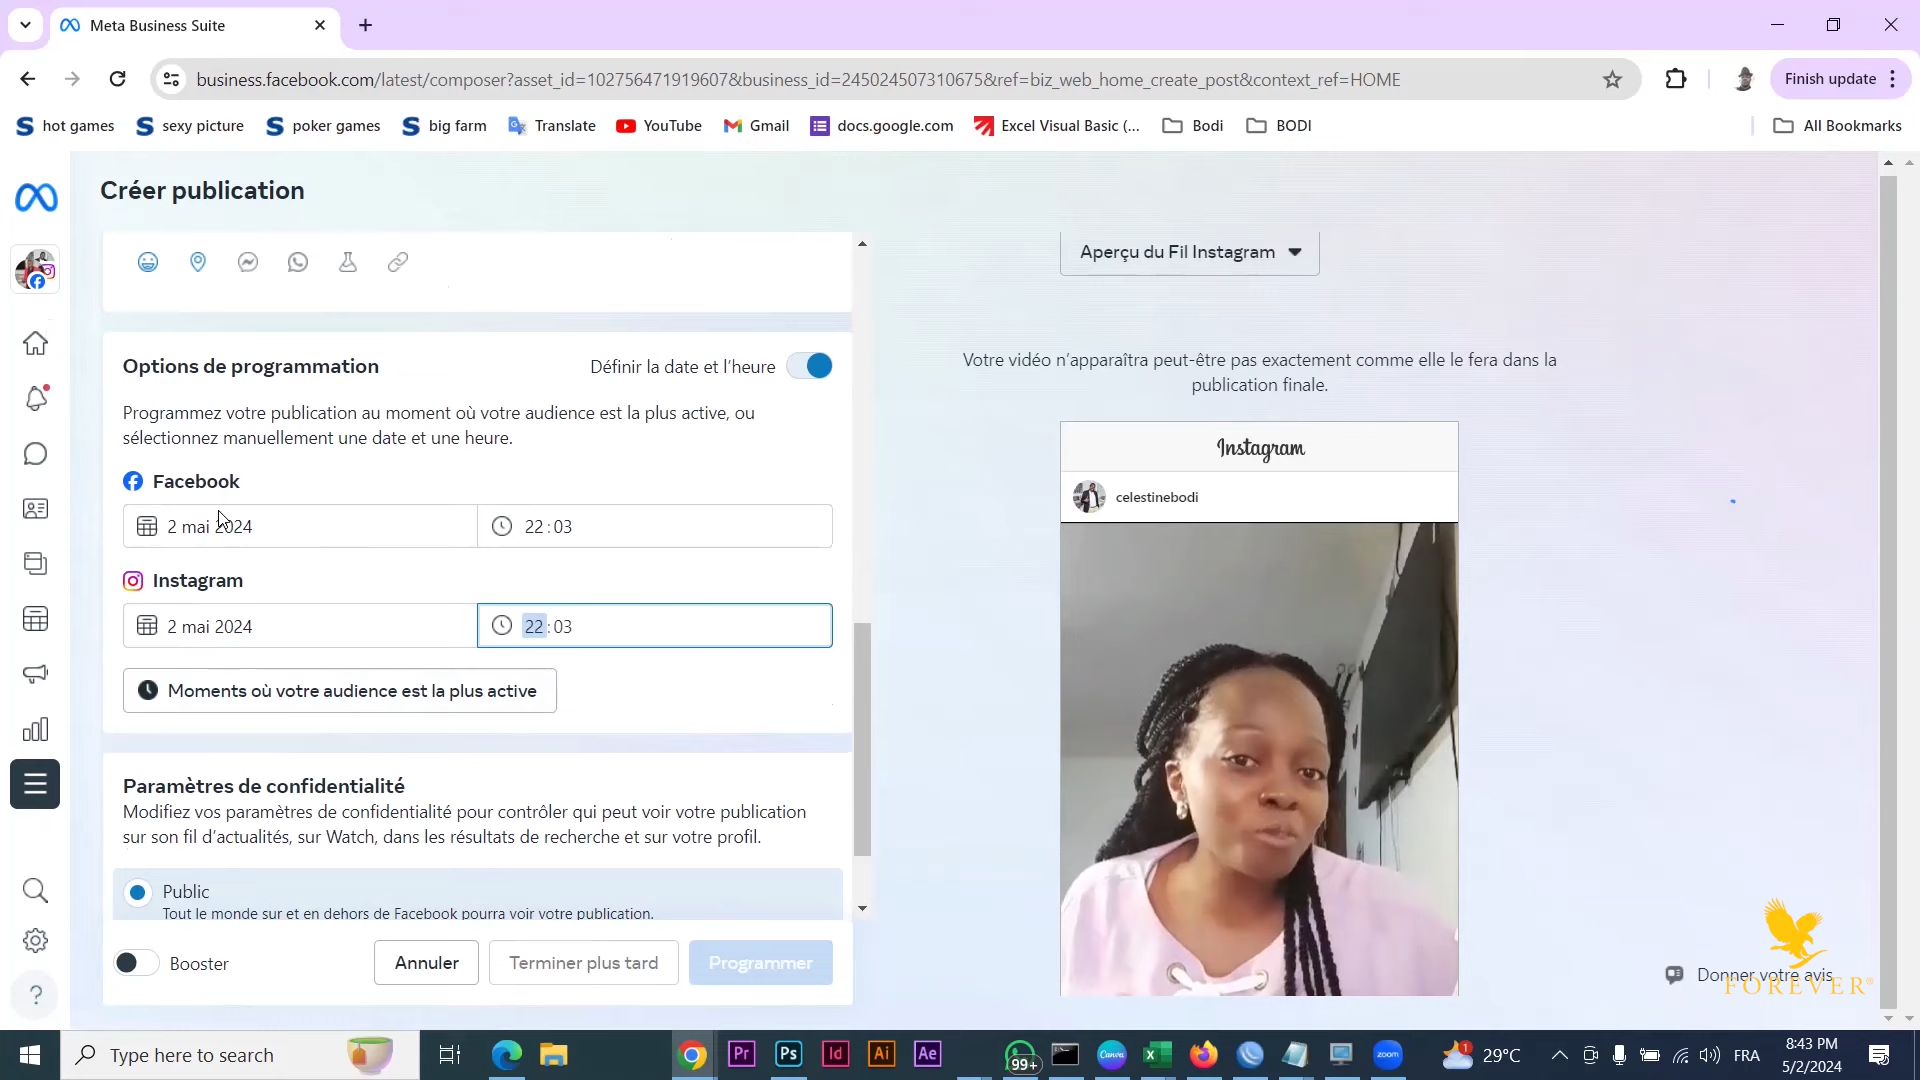 Meta Business Suite
business.facebook.com/latest/composer?asset_id=102756471919607&business_id=245024507310675&ref=biz_web_home_create_post&context_ref=HOME
Finish update
hot games
sexy picture
poker games
big farm
Translate
YouTube
Gmail
docs.google.com
Excel Visual Basic (...
Bodi
BODI
All Bookmarks
Créer publication
Aperçu du Fil Instagram
Options de programmation
Définir la date et l'heure
Programmez votre publication au moment où votre audience est la plus active, ou
sélectionnez manuellement une date et une heure.
Facebook
2 mai 2024
22:03
Instagram
2 mai 2024
22:03
Moments où votre audience est la plus active
Paramètres de confidentialité
Modifiez vos paramètres de confidentialité pour contrôler qui peut voir votre publication
sur son fil d'actualités, sur Watch, dans les résultats de recherche et sur votre profil.
Public
Tout le monde sur et en dehors de Facebook pourra voir votre publication.
Booster
Annuler
Terminer plus tard
Programmer
Votre vidéo n'apparaîtra peut-être pas exactement comme elle le fera dans la
publication finale.
Instagram
celestinebodi
Donner votre avis
FOREVER®
Type here to search
Pr
Ps
Id
Ai
Ae
99+
Canva
zoom
1
29°C
FRA
8:43 PM
5/2/2024